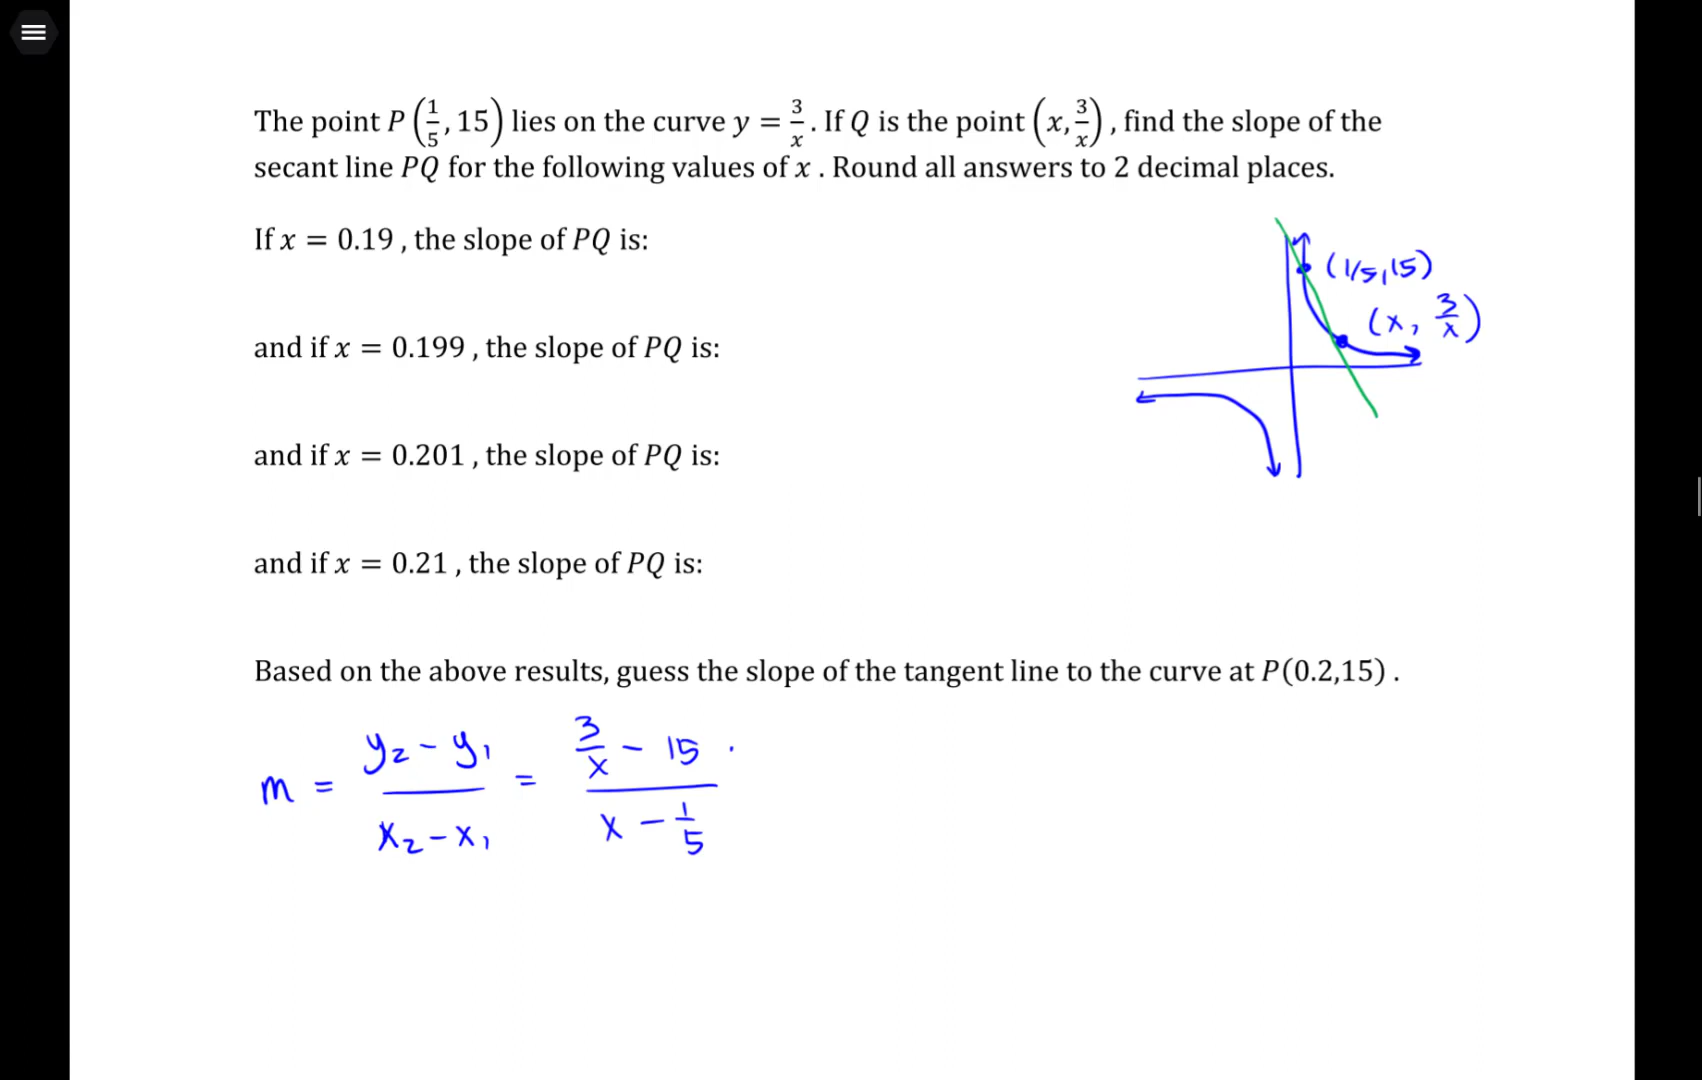 The point P (1/5, 15) lies on the curve y = 3/x . If Q is the point (x, 3/x) , find the slope of the
secant line PQ for the following values of x . Round all answers to 2 decimal places.
If x = 0.19 , the slope of PQ is:
(1/5,15)
(x, 3/x)
and if x = 0.199 , the slope of PQ is:
and if x = 0.201 , the slope of PQ is:
and if x = 0.21 , the slope of PQ is:
Based on the above results, guess the slope of the tangent line to the curve at P(0.2,15) .
m = (y₂ - y₁)/(x₂ - x₁) = (3/x - 15)/(x - 1/5)